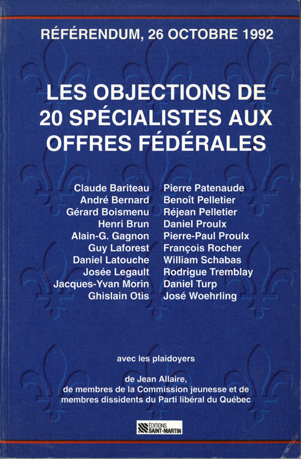 RÉFÉRENDUM, 26 OCTOBRE 1992
LES OBJECTIONS DE
20 SPÉCIALISTES AUX
OFFRES FÉDÉRALES
Claude Bariteau
André Bernard
Gérard Boismenu
Henri Brun
Alain-G. Gagnon
Guy Laforest
Daniel Latouche
Josée Legault
Jacques-Yvan Morin
Ghislain Otis
Pierre Patenaude
Benoît Pelletier
Réjean Pelletier
Daniel Proulx
Pierre-Paul Proulx
François Rocher
William Schabas
Rodrigue Tremblay
Daniel Turp
José Woehrling
avec les plaidoyers
de Jean Allaire,
de membres de la Commission jeunesse et de
membres dissidents du Parti libéral du Québec
ÉDITIONS
SAINT-MARTIN